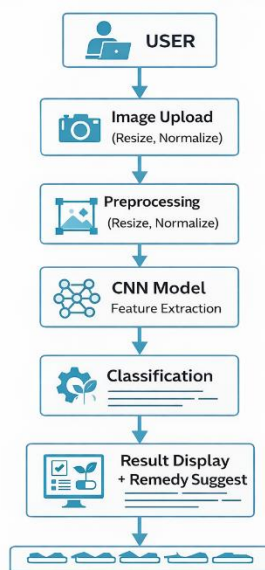 USER
Image Upload
(Resize, Normalize)
Preprocessing
(Resize, Normalize)
CNN Model
Feature Extraction
Classification
Result Display
+ Remedy Suggest